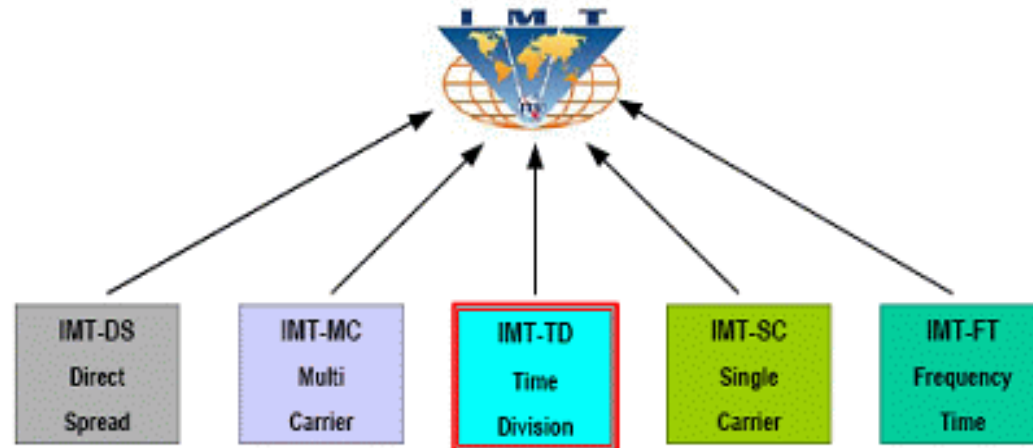 I M T
IMT-DS
Direct
Spread
IMT-MC
Multi
Carrier
IMT-TD
Time
Division
IMT-SC
Single
Carrier
IMT-FT
Frequency
Time